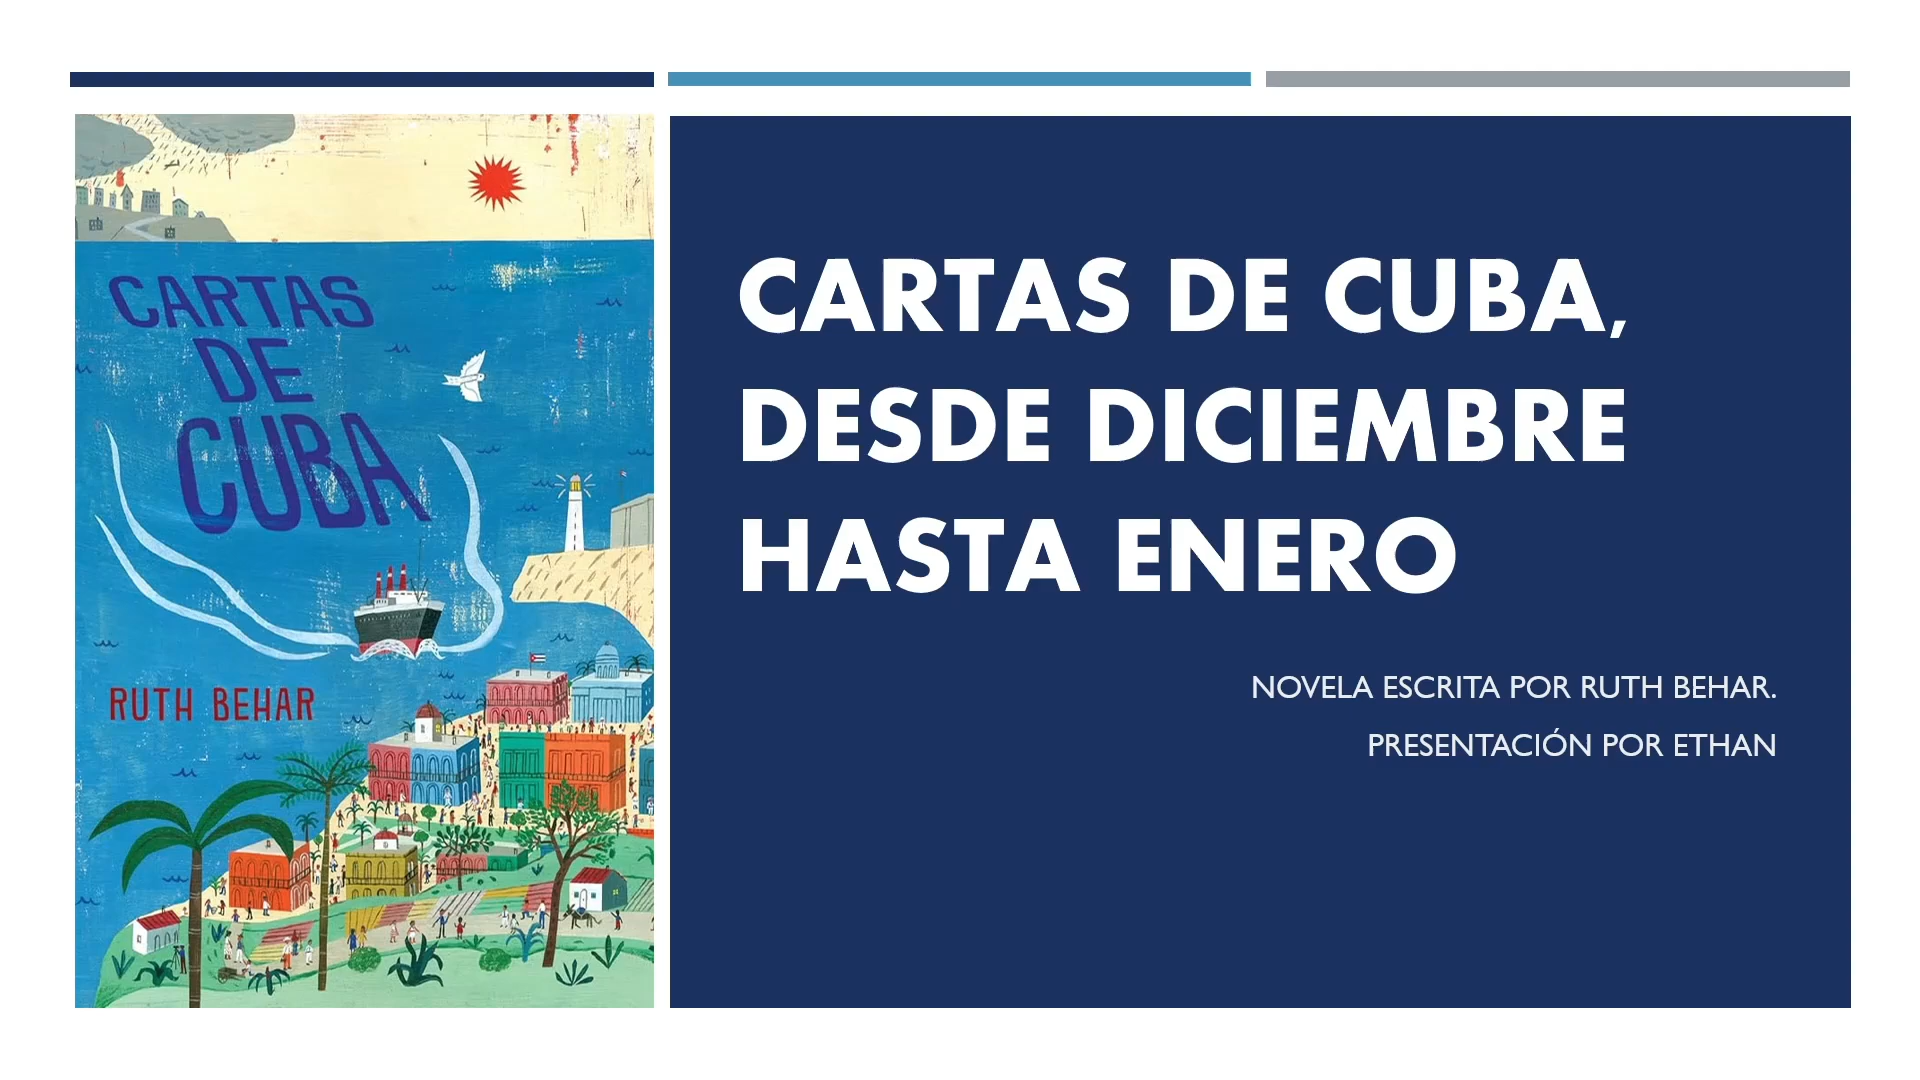 CARTAS
DE
CUBA
RUTH BEHAR
CARTAS DE CUBA,
DESDE DICIEMBRE
HASTA ENERO
NOVELA ESCRITA POR RUTH BEHAR.
PRESENTACIÓN POR ETHAN